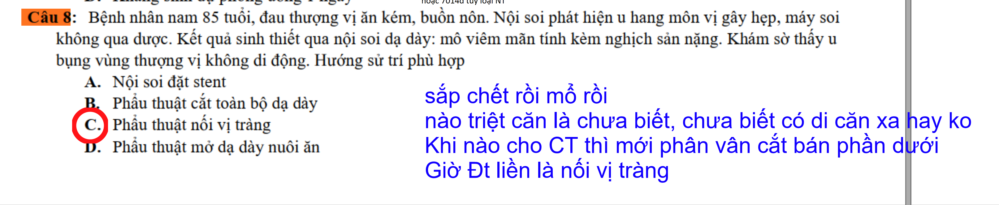 hoặc 7014d tùy loại NT
Câu 8: Bệnh nhân nam 85 tuổi, đau thượng vị ăn kém, buồn nôn. Nội soi phát hiện u hang môn vị gây hẹp, máy soi
không qua dược. Kết quả sinh thiết qua nội soi dạ dày: mô viêm mãn tính kèm nghịch sản nặng. Khám sờ thấy u
bụng vùng thượng vị không di động. Hướng sử trí phù hợp
A. Nội soi đặt stent
B. Phẩu thuật cắt toàn bộ dạ dày
C. Phẩu thuật nối vị tràng
D. Phẩu thuật mở dạ dày nuôi ăn
sắp chết rồi mổ rồi
nào triệt căn là chưa biết, chưa biết có di căn xa hay ko
Khi nào cho CT thì mới phân vân cắt bán phần dưới
Giờ Đt liền là nối vị tràng